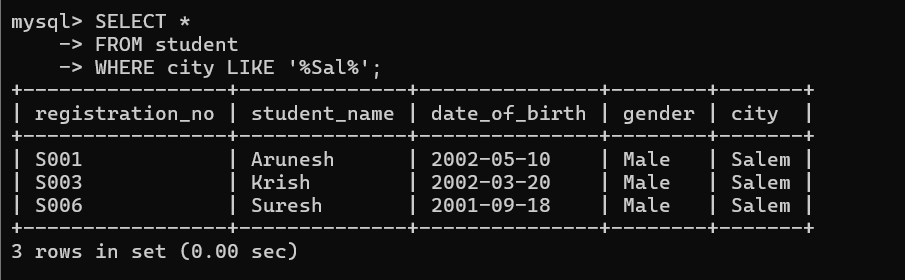 mysql> SELECT *
    -> FROM student
    -> WHERE city LIKE '%Sal%';
+-----------------+--------------+---------------+--------+-------+
| registration_no | student_name | date_of_birth | gender | city  |
+-----------------+--------------+---------------+--------+-------+
| S001            | Arunesh      | 2002-05-10    | Male   | Salem |
| S003            | Krish        | 2002-03-20    | Male   | Salem |
| S006            | Suresh       | 2001-09-18    | Male   | Salem |
+-----------------+--------------+---------------+--------+-------+
3 rows in set (0.00 sec)